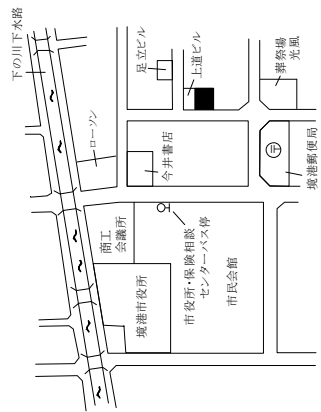 下の川下水路
ローソン
足立ビル
上道ビル
葬祭場
光風
今井書店
境港郵便局
商工
会議所
市役所・保険相談
センターバス停
境港市役所
市民会館